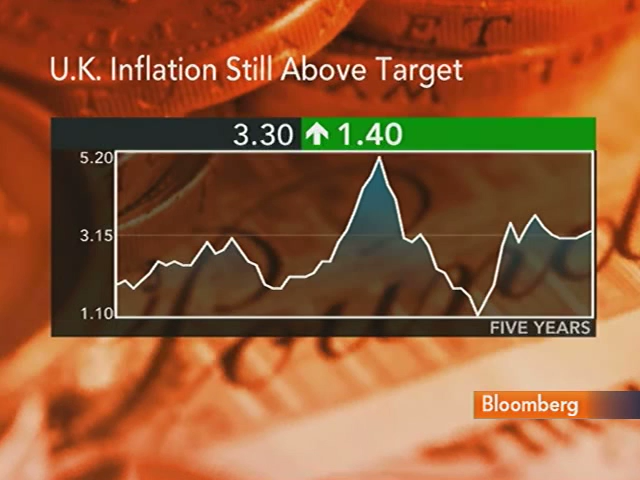 U.K. Inflation Still Above Target
3.30 ↑ 1.40
5.20
3.15
1.10
FIVE YEARS
Bloomberg